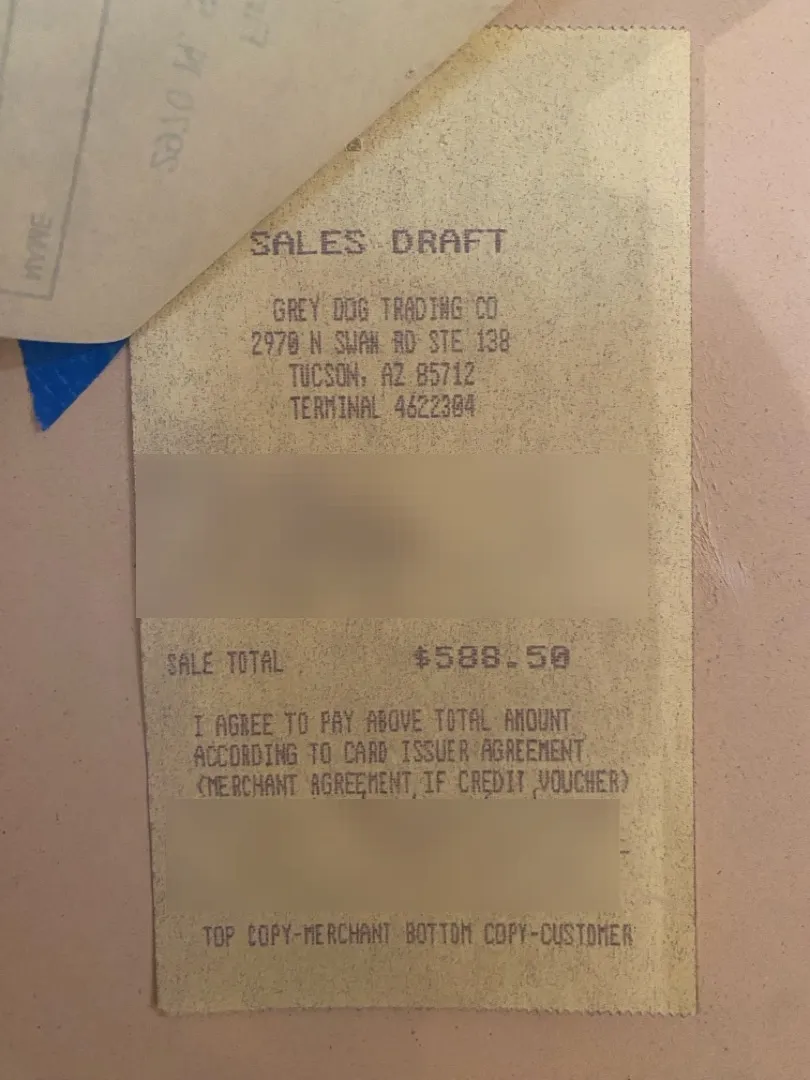 SALES DRAFT
GREY DOG TRADING CO
2970 N SWAN RD STE 138
TUCSON, AZ 85712
TERMINAL 4622304
SALE TOTAL $588.50
I AGREE TO PAY ABOVE TOTAL AMOUNT
ACCORDING TO CARD ISSUER AGREEMENT
(MERCHANT AGREEMENT IF CREDIT VOUCHER)
TOP COPY-MERCHANT BOTTOM COPY-CUSTOMER